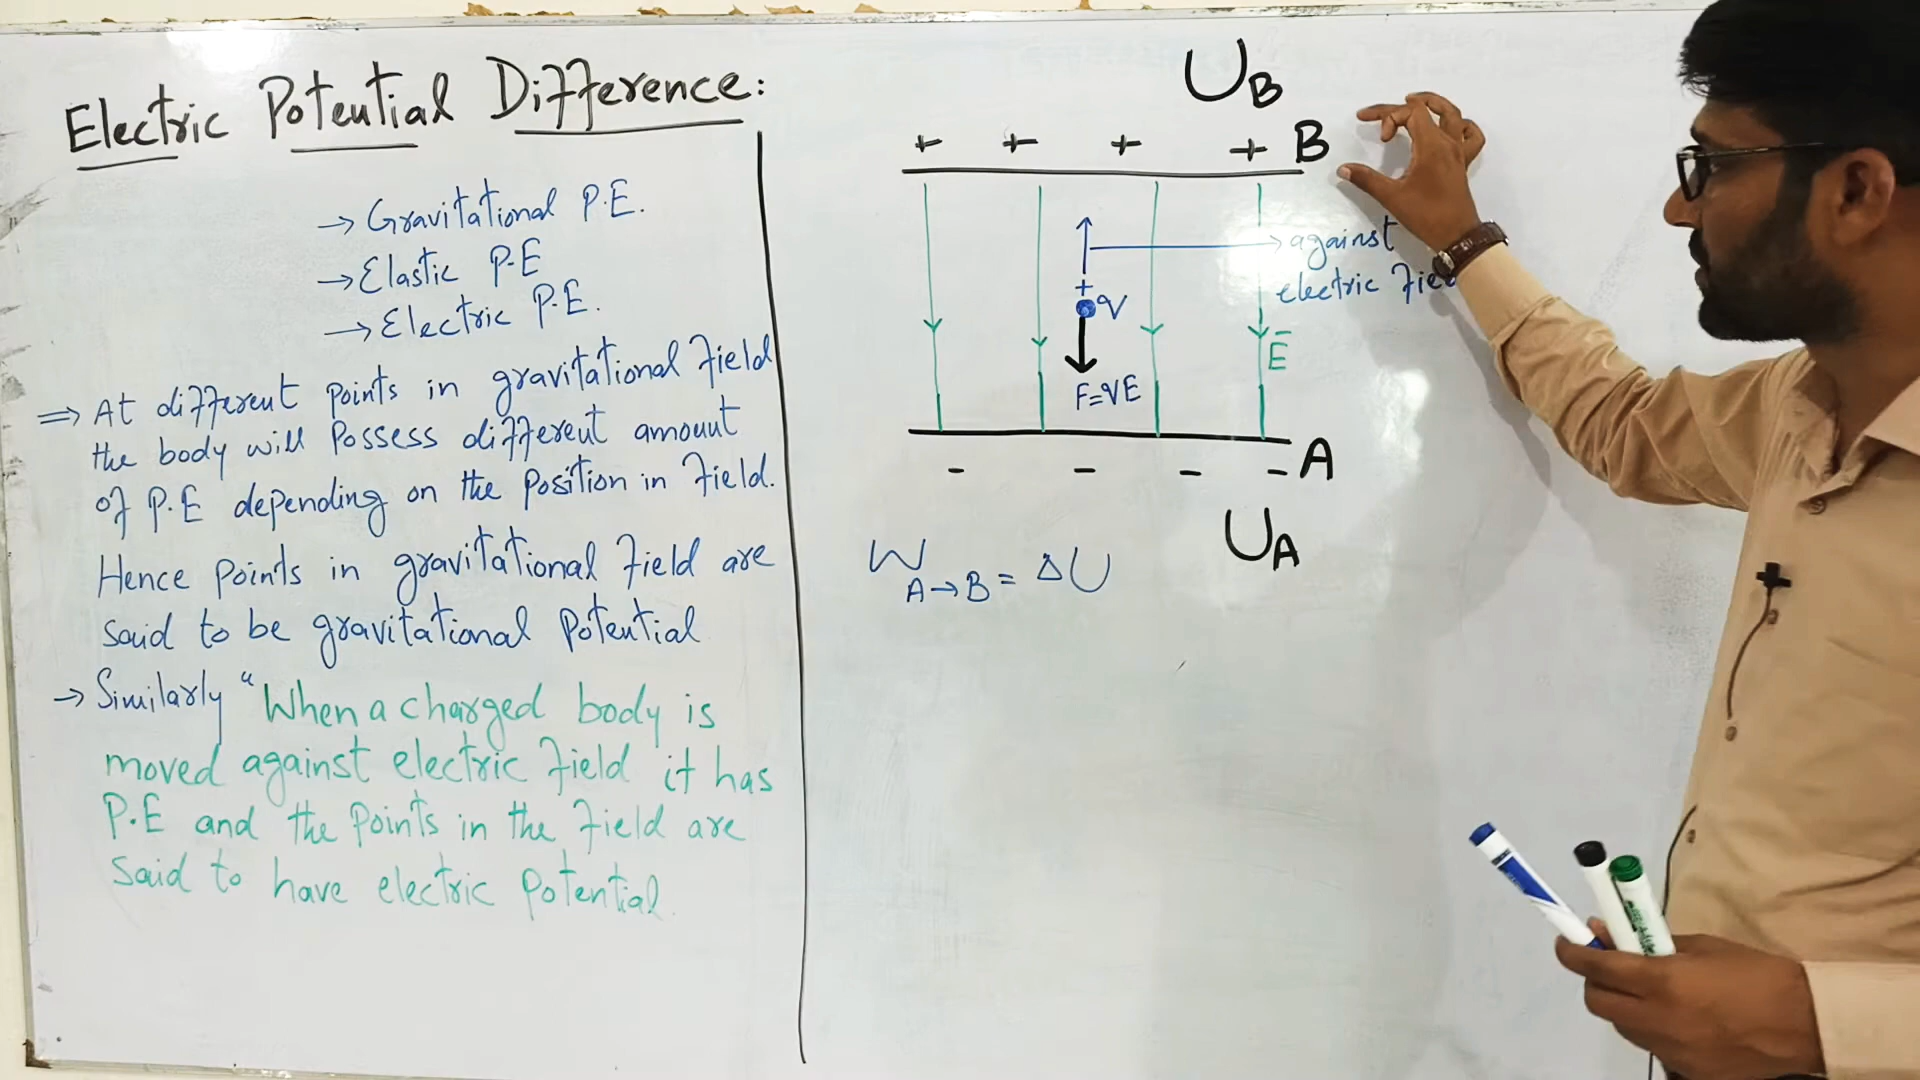 Electric Potential Difference:
→ Gravitational P.E.
→ Elastic P.E
→ Electric P.E.
⇒ At different points in gravitational field
the body will possess different amount
of P.E depending on the position in field.
Hence points in gravitational field are
said to be gravitational potential
→ Similarly "When a charged body is
moved against electric field it has
P.E and the points in the field are
said to have electric potential.
U_B
+ + + + B
→ against
electric field
+
q
E
F=qE
- - - - A
U_A
W_A→B = ΔU